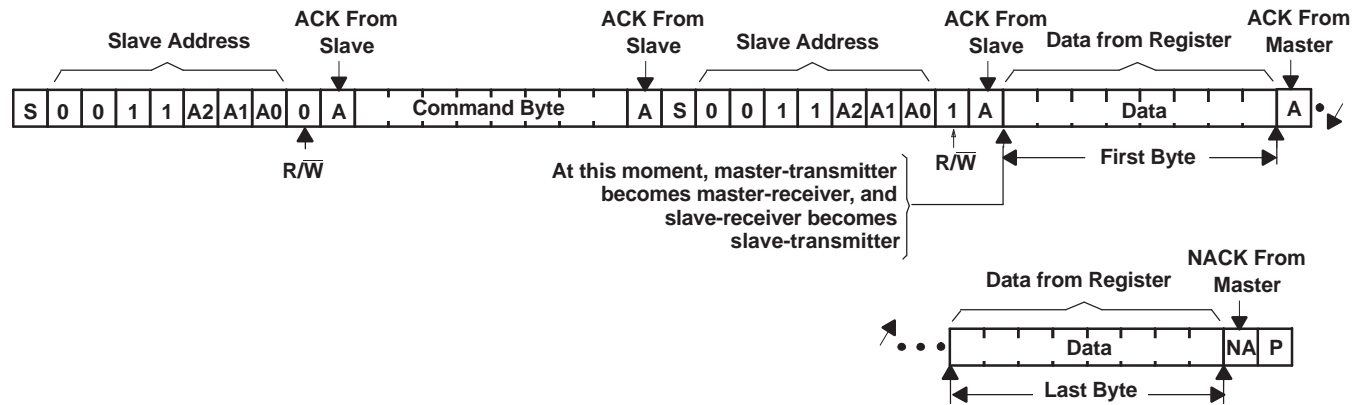 ACK From
Slave
ACK From
Slave
ACK From
Slave
ACK From
Master
Slave Address
Slave Address
Data from Register
S 0 0 1 1 A2 A1 A0 0 A Command Byte A S 0 0 1 1 A2 A1 A0 1 A Data A
R/W̅
R/W̅
First Byte
At this moment, master-transmitter
becomes master-receiver, and
slave-receiver becomes
slave-transmitter
Data from Register
NACK From
Master
Data NA P
Last Byte